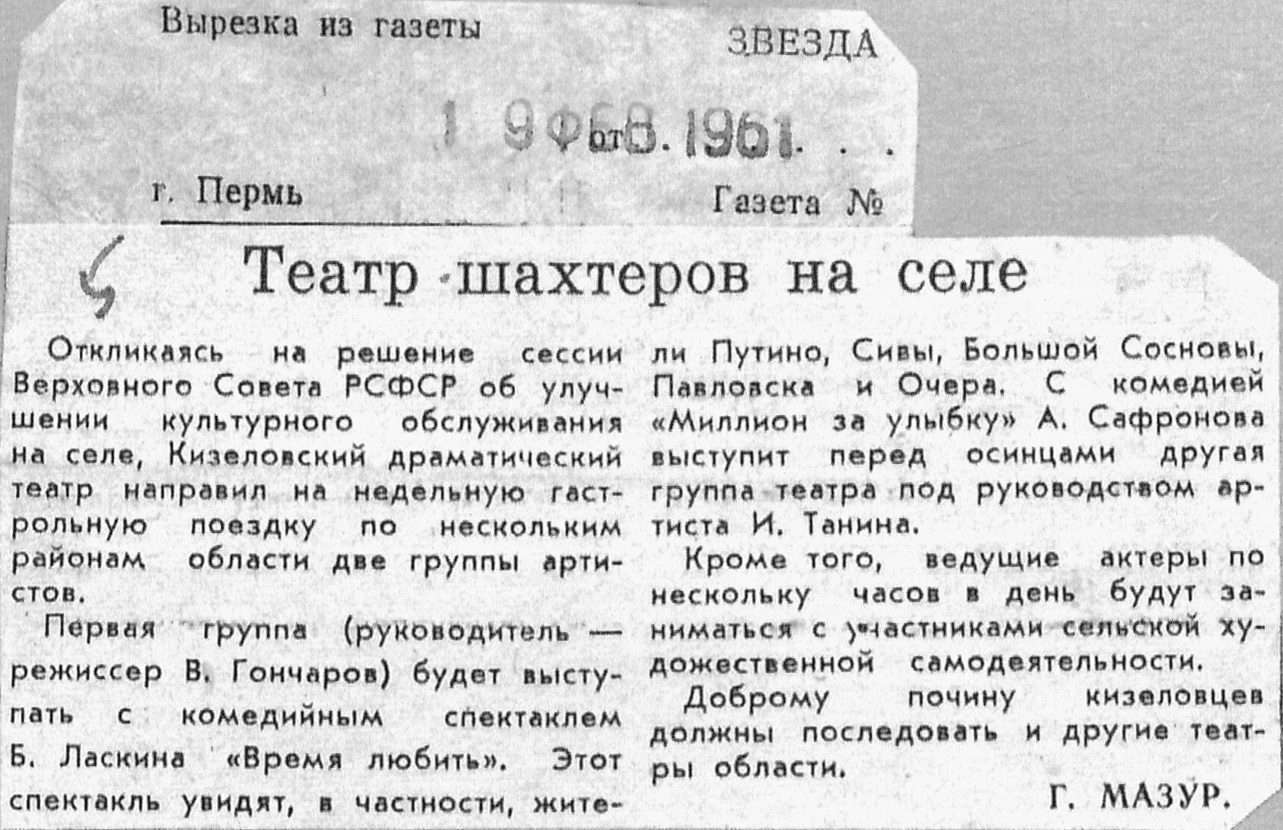 Вырезка из газеты
ЗВЕЗДА
19 ФЕВ. 1961
от . . .
г. Пермь
Газета №
Театр шахтеров на селе
Откликаясь на решение сессии
Верховного Совета РСФСР об улуч-
шении культурного обслуживания
на селе, Кизеловский драматический
театр направил на недельную гаст-
рольную поездку по нескольким
районам области две группы арти-
стов.
Первая группа (руководитель —
режиссер В. Гончаров) будет высту-
пать с комедийным спектаклем
Б. Ласкина «Время любить». Этот
спектакль увидят, в частности, жите-
ли Путино, Сивы, Большой Сосновы,
Павловска и Очера. С комедией
«Миллион за улыбку» А. Сафронова
выступит перед осинцами другая
группа театра под руководством ар-
тиста И. Танина.
Кроме того, ведущие актеры по
нескольку часов в день будут за-
ниматься с участниками сельской ху-
дожественной самодеятельности.
Доброму почину кизеловцев
должны последовать и другие теат-
ры области.
Г. МАЗУР.